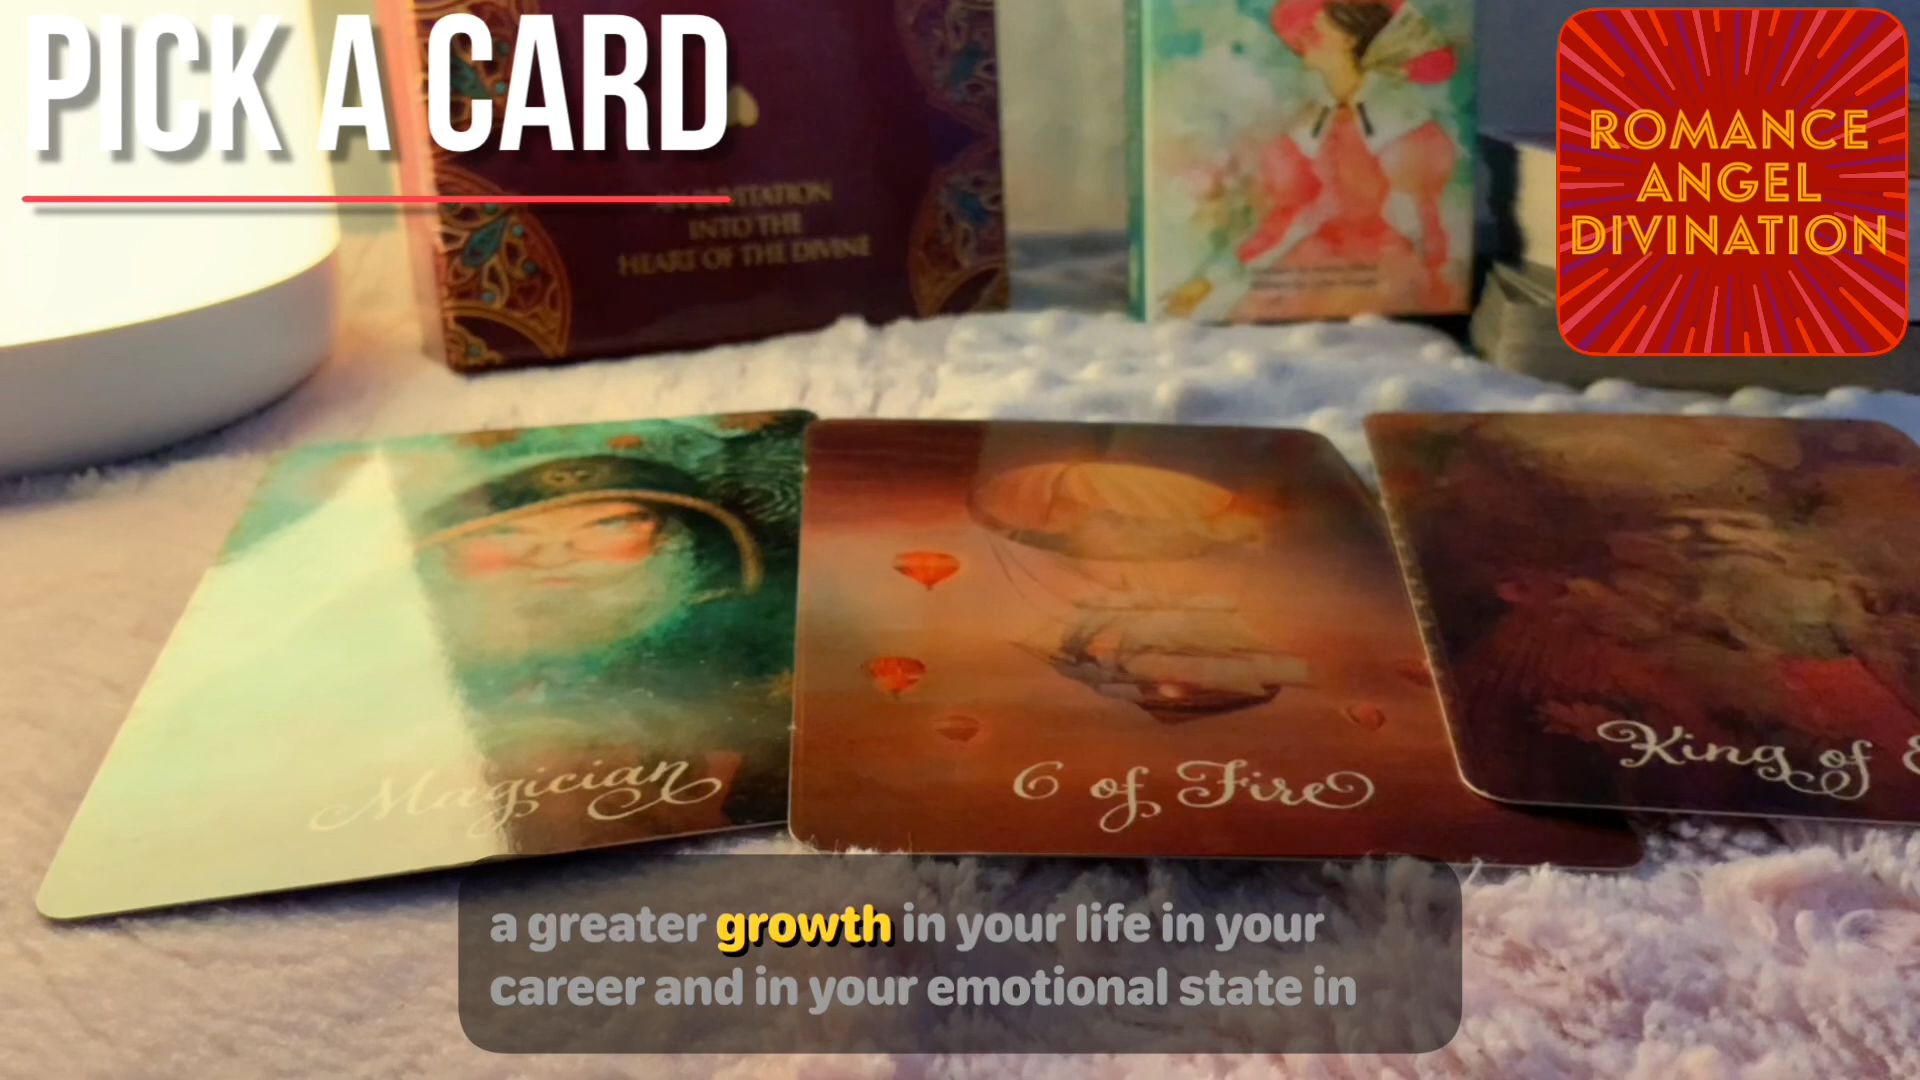 PICK A CARD
ROMANCE
ANGEL
DIVINATION
INTO THE
HEART OF THE DIVINE
Magician
6 of Fire
King of
a greater growth in your life in your
career and in your emotional state in